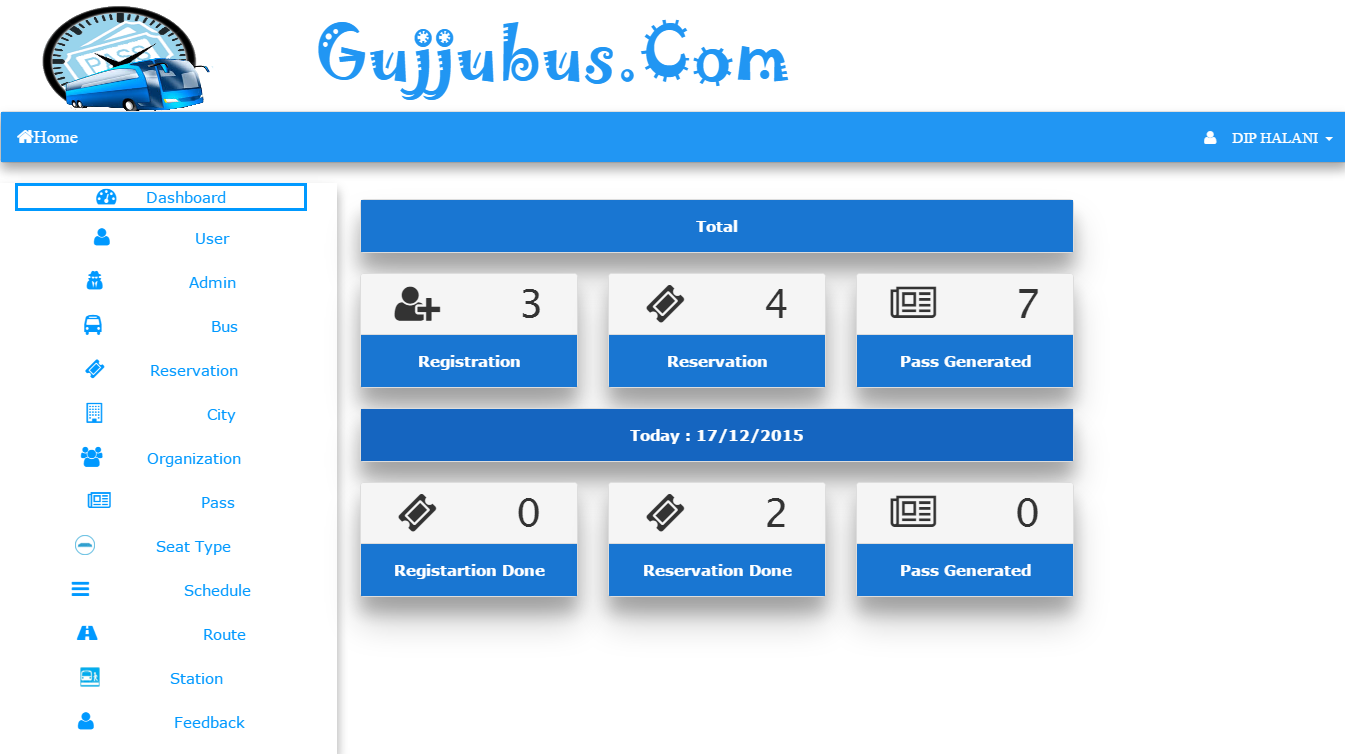 PASS
Gujjubus.Com
Home
DIP HALANI
Dashboard
User
Admin
Bus
Reservation
City
Organization
Pass
Seat Type
Schedule
Route
Station
Feedback
Total
3
4
7
Registration
Reservation
Pass Generated
Today : 17/12/2015
0
2
0
Registartion Done
Reservation Done
Pass Generated